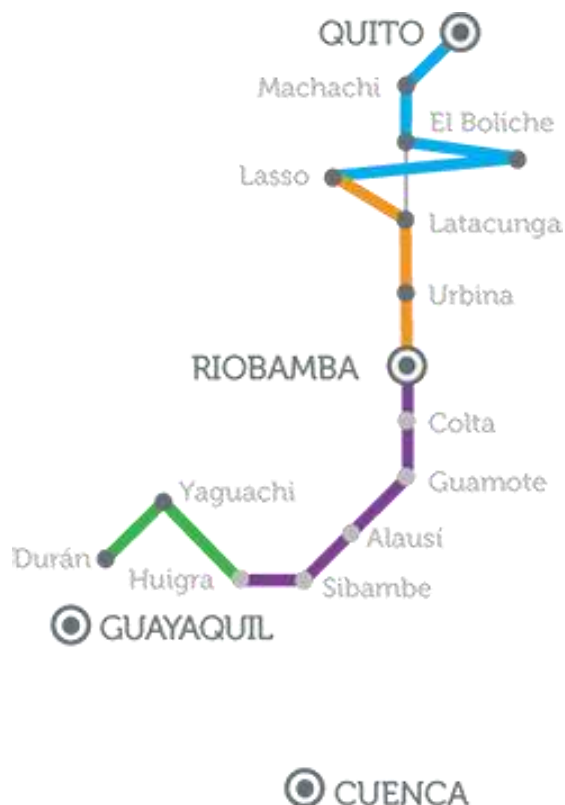 QUITO
Machachi
El Boliche
Lasso
Latacunga
Urbina
RIOBAMBA
Colta
Guamote
Yaguachi
Alausí
Durán
Huigra
Sibambe
GUAYAQUIL
CUENCA